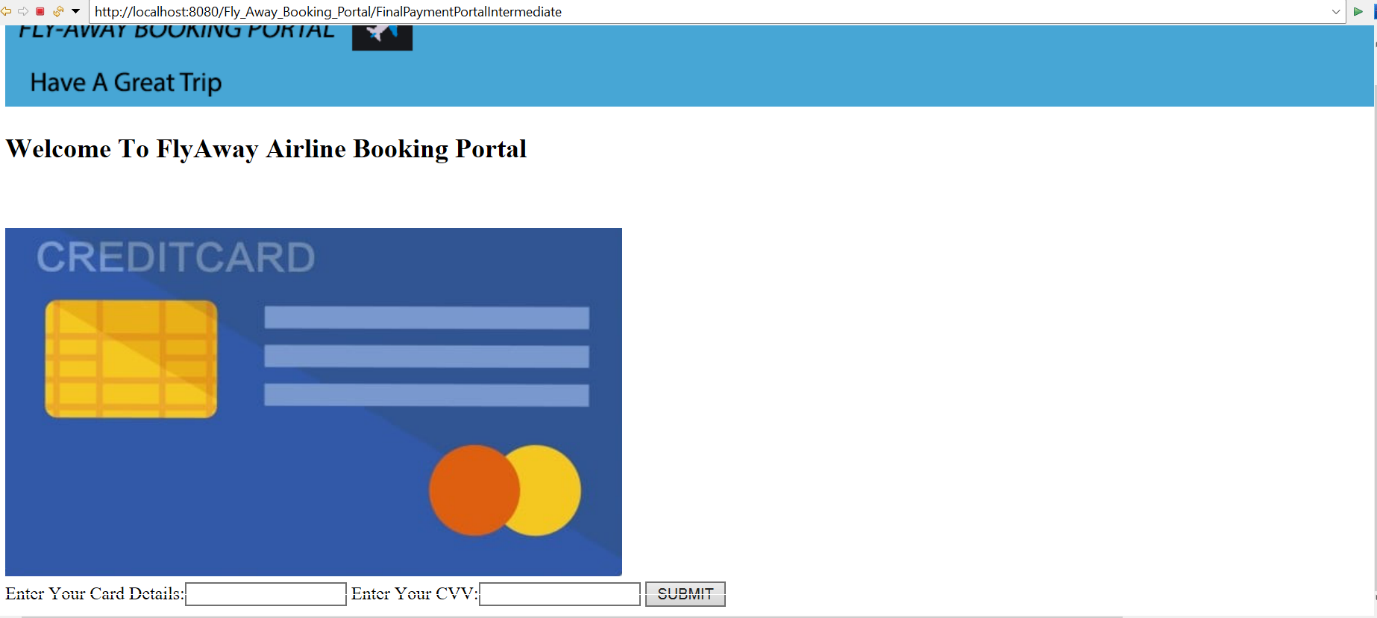 http://localhost:8080/Fly_Away_Booking_Portal/FinalPaymentPortalIntermediate
FLY-AWAY BOOKING PORTAL
Have A Great Trip
Welcome To FlyAway Airline Booking Portal
CREDITCARD
Enter Your Card Details: Enter Your CVV: SUBMIT